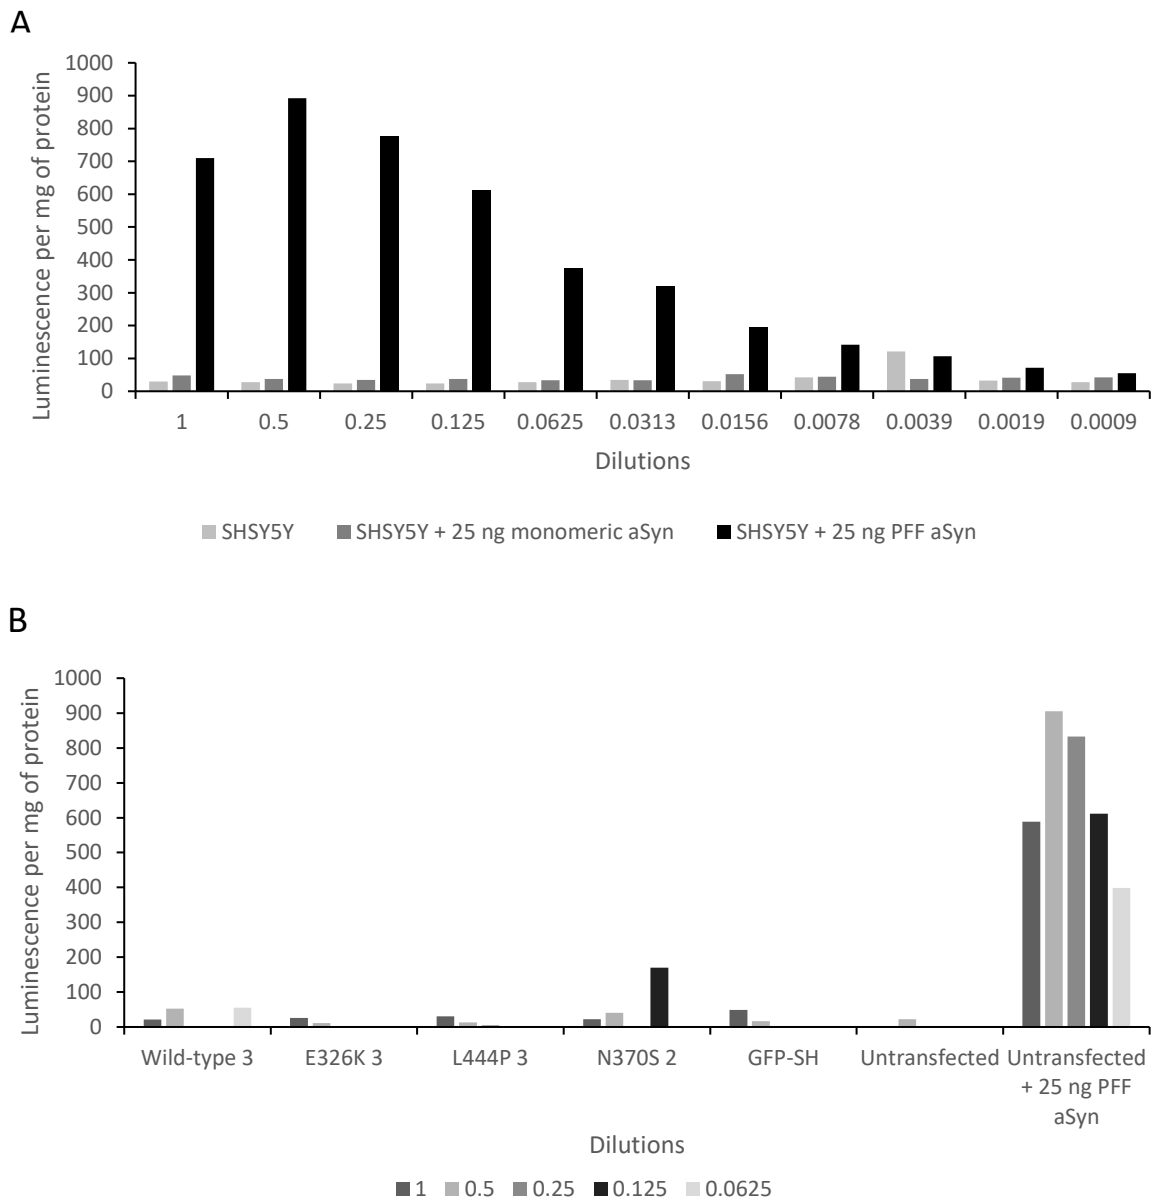 A
Luminescence per mg of protein
1000
900
800
700
600
500
400
300
200
100
0
1 0.5 0.25 0.125 0.0625 0.0313 0.0156 0.0078 0.0039 0.0019 0.0009
Dilutions
SHSY5Y SHSY5Y + 25 ng monomeric aSyn SHSY5Y + 25 ng PFF aSyn
B
Luminescence per mg of protein
1000
900
800
700
600
500
400
300
200
100
0
Wild-type 3 E326K 3 L444P 3 N370S 2 GFP-SH Untransfected Untransfected
+ 25 ng PFF
aSyn
Dilutions
1 0.5 0.25 0.125 0.0625